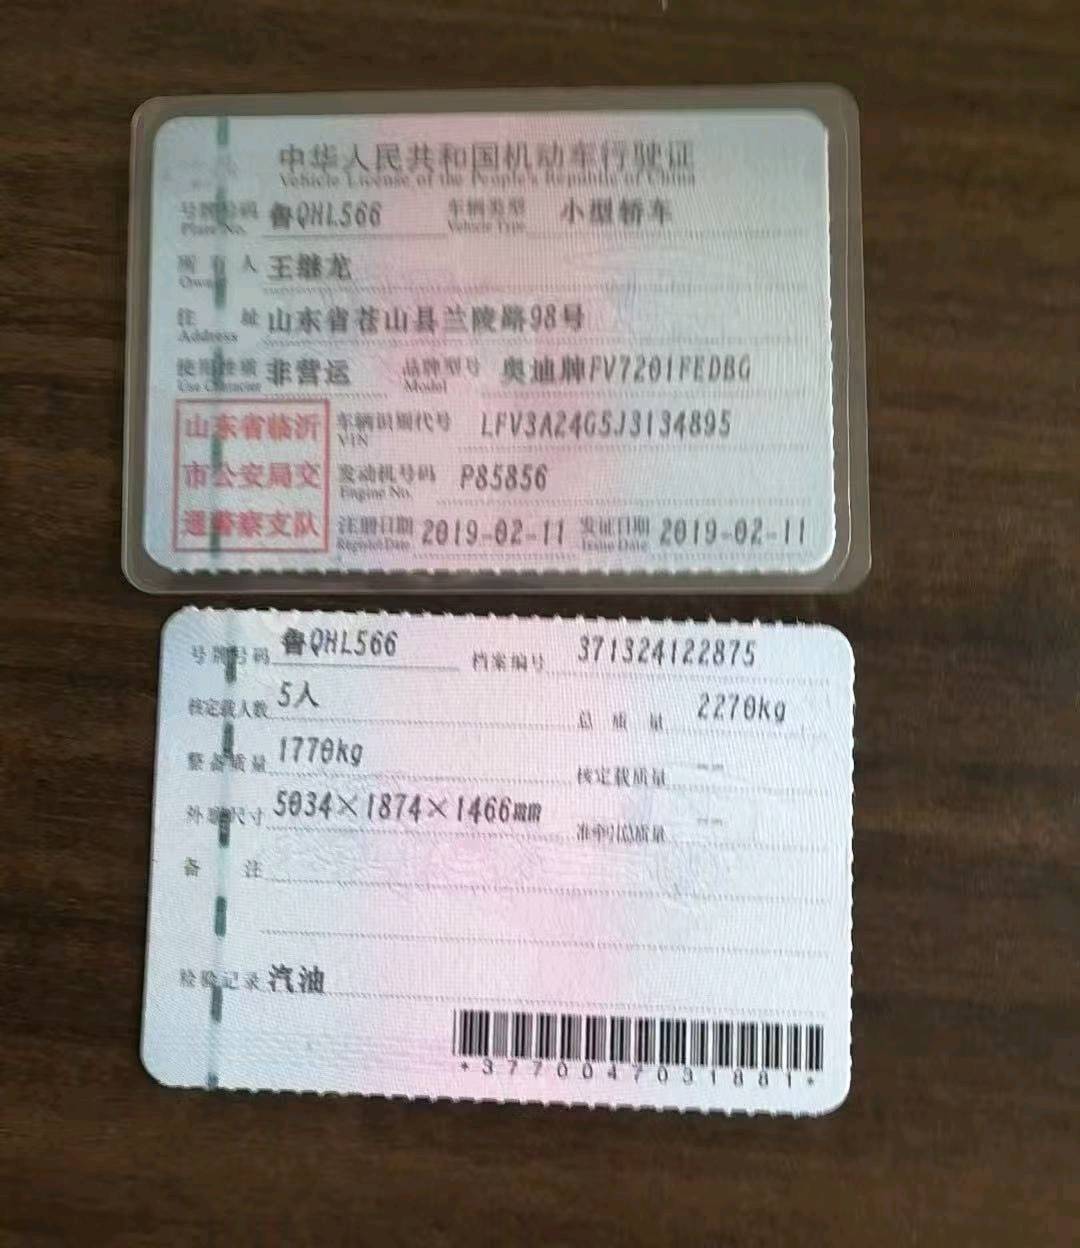 中华人民共和国机动车行驶证
Vehicle License of the People's Republic of China
号牌号码 Plate No. 鲁QHL566 车辆类型 Vehicle Type 小型轿车
所有人 Owner 王继龙
住址 Address 山东省苍山县兰陵路98号
使用性质 Use Character 非营运 品牌型号 Model 奥迪牌FV7201FEDBG
山东省临沂
市公安局交
通警察支队
车辆识别代号 VIN LFV3A24G5J3134895
发动机号码 Engine No. P85856
注册日期 Register Date 2019-02-11 发证日期 Issue Date 2019-02-11
号牌号码 鲁QHL566 档案编号 371324122875
核定载人数 5人 总质量 2270kg
整备质量 1770kg 核定载质量 --
外廓尺寸 5034×1874×1466mm 准牵引总质量 --
备注
检验记录 汽油
*3770047031881*